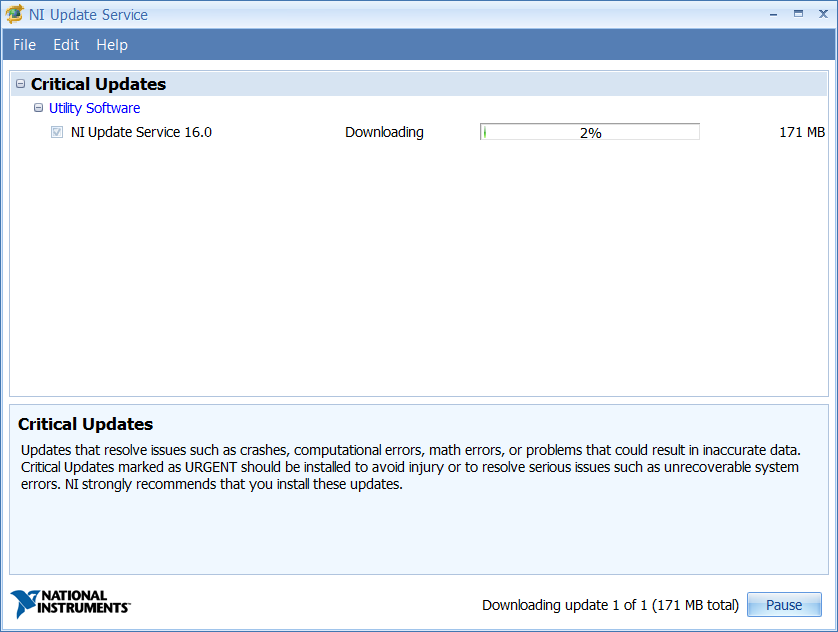 NI Update Service
File Edit Help
Critical Updates
Utility Software
NI Update Service 16.0 Downloading 2% 171 MB
Critical Updates
Updates that resolve issues such as crashes, computational errors, math errors, or problems that could result in inaccurate data.
Critical Updates marked as URGENT should be installed to avoid injury or to resolve serious issues such as unrecoverable system
errors. NI strongly recommends that you install these updates.
NATIONAL
INSTRUMENTS™
Downloading update 1 of 1 (171 MB total) Pause